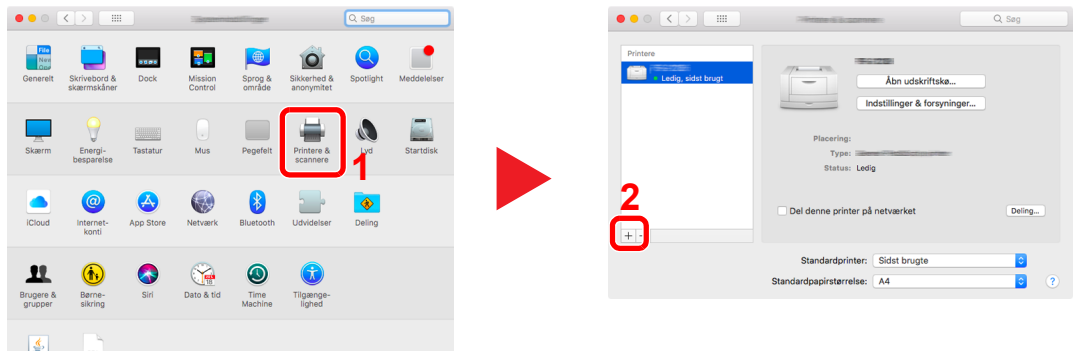 Søg
Generelt
Skrivebord &
skærmskåner
Dock
Mission
Control
Sprog &
område
Sikkerhed &
anonymitet
Spotlight
Meddelelser
Skærm
Energi-
besparelse
Tastatur
Mus
Pegefelt
Printere &
scannere
1
Lyd
Startdisk
iCloud
Internet-
konti
App Store
Netværk
Bluetooth
Udvidelser
Deling
Brugere &
grupper
Børne-
sikring
Siri
Dato & tid
Time
Machine
Tilgænge-
lighed
Søg
Printere
Ledig, sidst brugt
Åbn udskriftskø...
Indstillinger & forsyninger...
Placering:
Type:
Status: Ledig
2
Del denne printer på netværket
Deling...
+ -
Standardprinter: Sidst brugte
Standardpapirstørrelse: A4
?